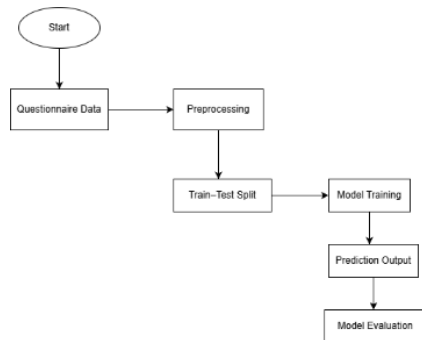 Start
Questionnaire Data
Preprocessing
Train–Test Split
Model Training
Prediction Output
Model Evaluation